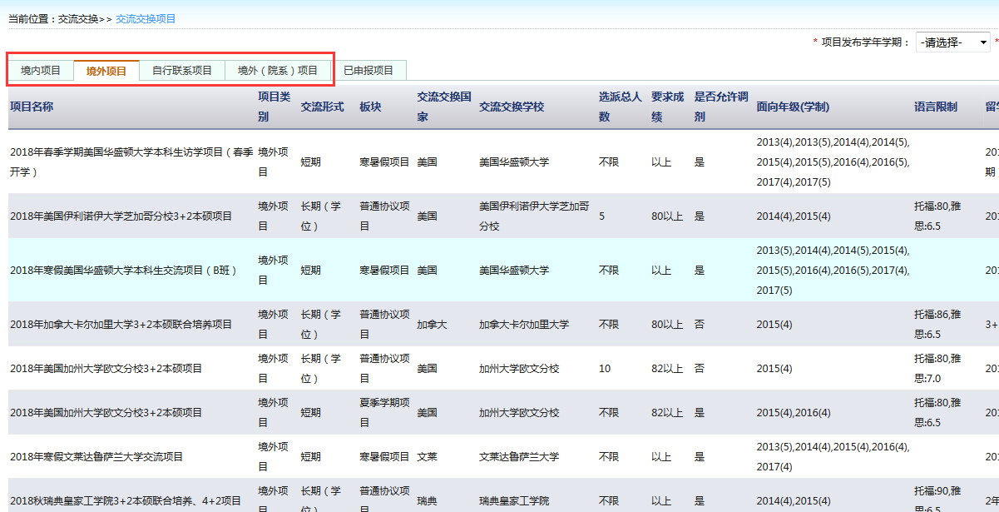 当前位置：交流交换>> 交流交换项目
* 项目发布学年学期： -请选择- *
境内项目 境外项目 自行联系项目 境外（院系）项目 已申报项目
项目名称 项目类别 交流形式 板块 交流交换国家 交流交换学校 选派总人数 要求成绩 是否允许调剂 面向年级(学制) 语言限制 留学
2018年春季学期美国华盛顿大学本科生访学项目（春季开学） 境外项目 短期 寒暑假项目 美国 美国华盛顿大学 不限 以上 是 2013(4),2013(5),2014(4),2014(5),
2015(4),2015(5),2016(4),2016(5),
2017(4),2017(5) 201
期
2018年美国伊利诺伊大学芝加哥分校3+2本硕项目 境外项目 长期（学位） 普通协议项目 美国 美国伊利诺伊大学芝加哥分校 5 80以上 是 2014(4),2015(4) 托福:80,雅思:6.5 201
2018年寒假美国华盛顿大学本科生交流项目（B班） 境外项目 短期 寒暑假项目 美国 美国华盛顿大学 不限 以上 是 2013(5),2014(4),2014(5),2015(4),
2015(5),2016(4),2016(5),2017(4),
2017(5) 201
2018年加拿大卡尔加里大学3+2本硕联合培养项目 境外项目 长期（学位） 普通协议项目 加拿大 加拿大卡尔加里大学 不限 80以上 否 2015(4) 托福:86,雅思:6.5 3+
2018年美国加州大学欧文分校3+2本硕项目 境外项目 长期（学位） 普通协议项目 美国 加州大学欧文分校 10 82以上 否 2015(4) 托福:80,雅思:7.0 201
2018年美国加州大学欧文分校3+2本硕项目 境外项目 短期 夏季学期项目 美国 加州大学欧文分校 不限 82以上 是 2015(4),2016(4) 托福:80,雅思:6.5 201
2018年寒假文莱达鲁萨兰大学交流项目 境外项目 短期 寒暑假项目 文莱 文莱达鲁萨兰大学 不限 以上 是 2013(5),2014(4),2015(4),2016(4),
2017(4) 201
2018秋瑞典皇家工学院3+2本硕联合培养、4+2项目 境外项目 长期（学位） 普通协议项目 瑞典 瑞典皇家工学院 不限 以上 是 2014(4),2015(4) 托福:90,雅思:6.5 2年